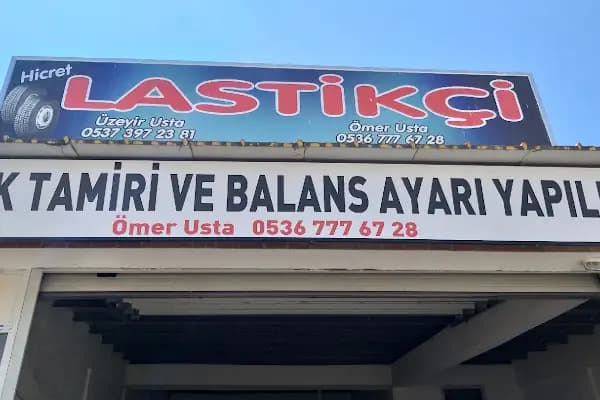 Hicret
LASTİKÇİ
Üzeyir Usta
0537 397 23 81
Ömer Usta
0536 777 67 28
K TAMİRİ VE BALANS AYARI YAPIL
Ömer Usta 0536 777 67 28